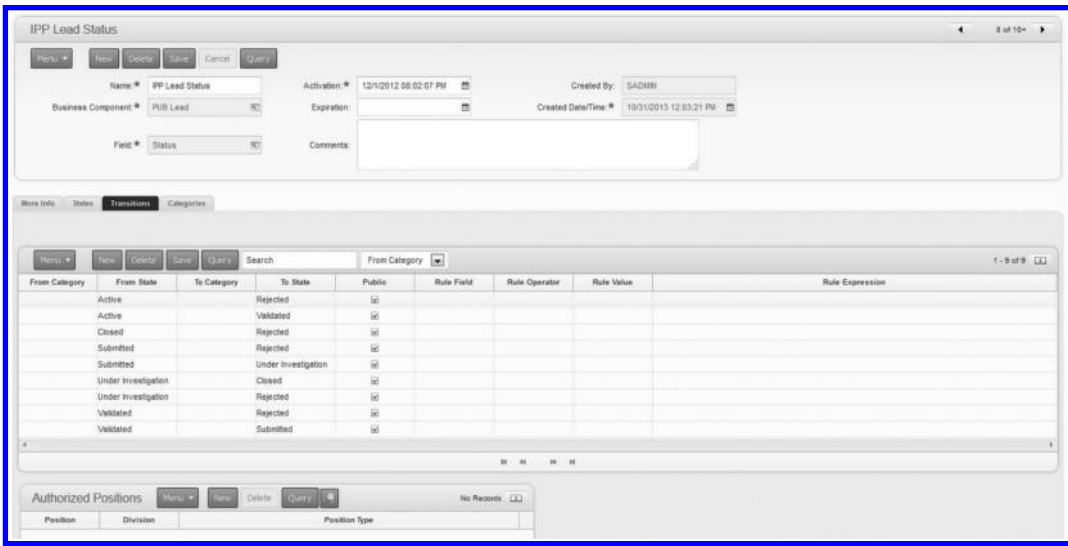 IPP Lead Status
8 of 10+
Menu New Delete Save Cancel Query
Name:* IPP Lead Status Activation:* 12/1/2012 08:02:07 PM Created By: SADMIN
Business Component:* PUB Lead Expiration: Created Date/Time:* 10/31/2013 12:03:21 PM
Field:* Status Comments:
More Info States Transitions Categories
Menu New Delete Save Query Search From Category 1 - 9 of 9
From Category From State To Category To State Public Rule Field Rule Operator Rule Value Rule Expression
Active Rejected
Active Validated
Closed Rejected
Submitted Rejected
Submitted Under Investigation
Under Investigation Closed
Under Investigation Rejected
Validated Rejected
Validated Submitted
Authorized Positions Menu New Delete Query No Records
Position Division Position Type